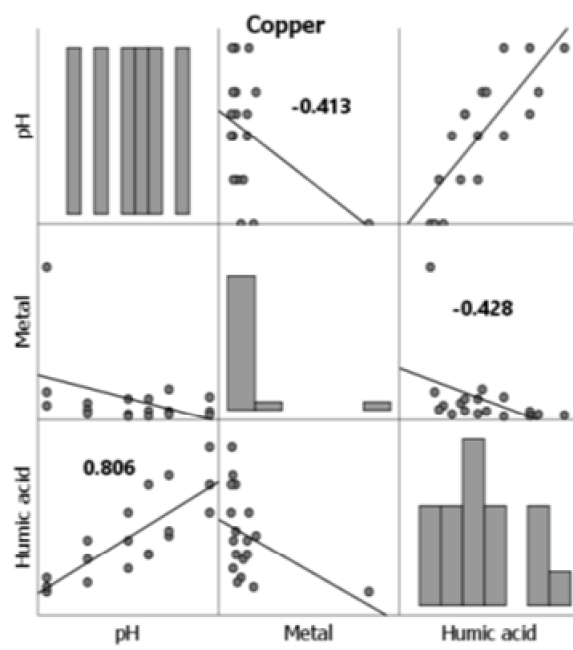 Copper
pH
-0.413
Metal
-0.428
Humic acid
0.806
pH
Metal
Humic acid